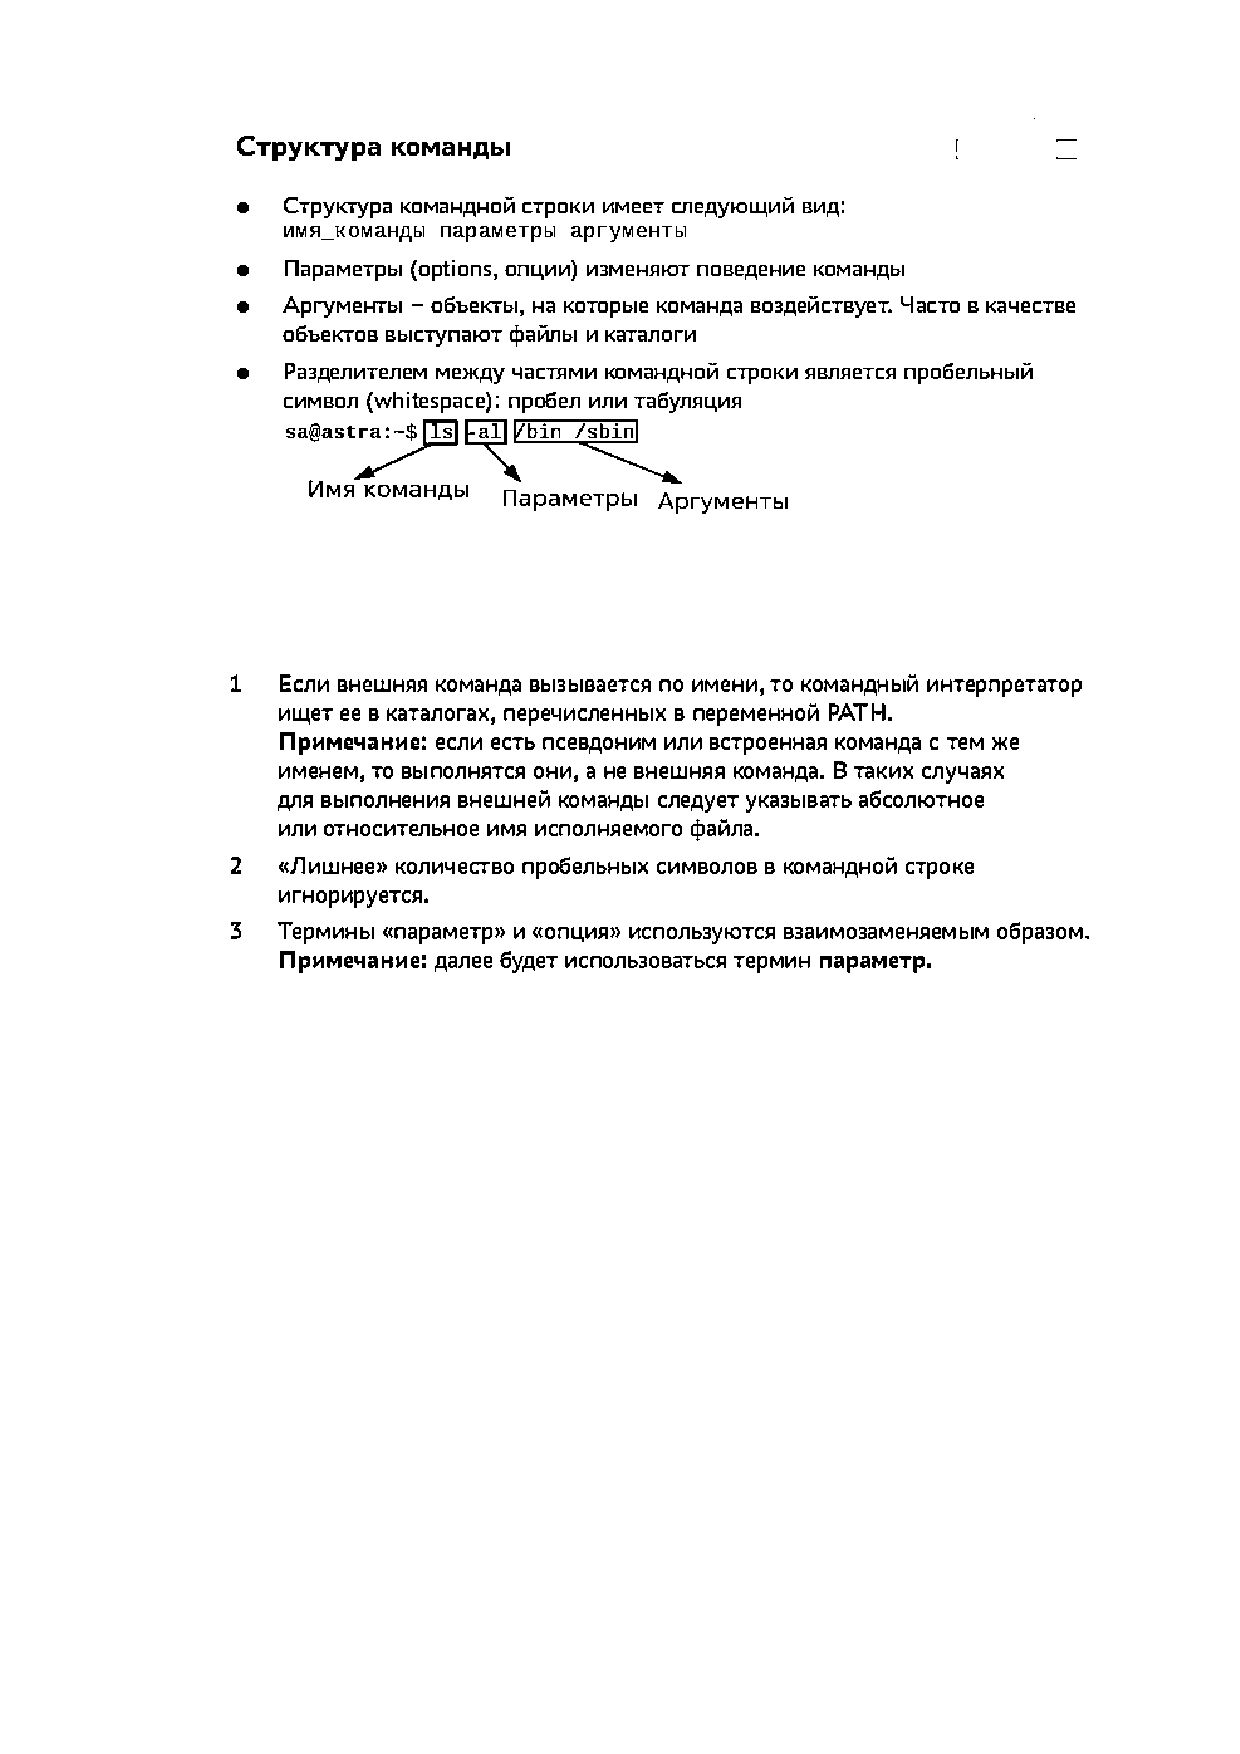 Структура команды
● Структура командной строки имеет следующий вид:
имя_команды параметры аргументы
● Параметры (options, опции) изменяют поведение команды
● Аргументы – объекты, на которые команда воздействует. Часто в качестве
объектов выступают файлы и каталоги
● Разделителем между частями командной строки является пробельный
символ (whitespace): пробел или табуляция
sa@astra:~$ ls -al /bin /sbin
Имя команды Параметры Аргументы
1 Если внешняя команда вызывается по имени, то командный интерпретатор
ищет ее в каталогах, перечисленных в переменной PATH.
Примечание: если есть псевдоним или встроенная команда с тем же
именем, то выполнятся они, а не внешняя команда. В таких случаях
для выполнения внешней команды следует указывать абсолютное
или относительное имя исполняемого файла.
2 «Лишнее» количество пробельных символов в командной строке
игнорируется.
3 Термины «параметр» и «опция» используются взаимозаменяемым образом.
Примечание: далее будет использоваться термин параметр.